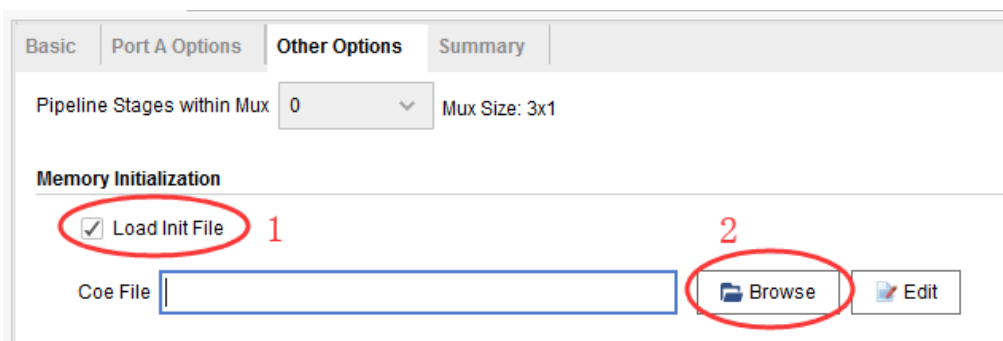 Basic Port A Options Other Options Summary
Pipeline Stages within Mux 0 Mux Size: 3x1
Memory Initialization
Load Init File 1
2
Coe File Browse Edit